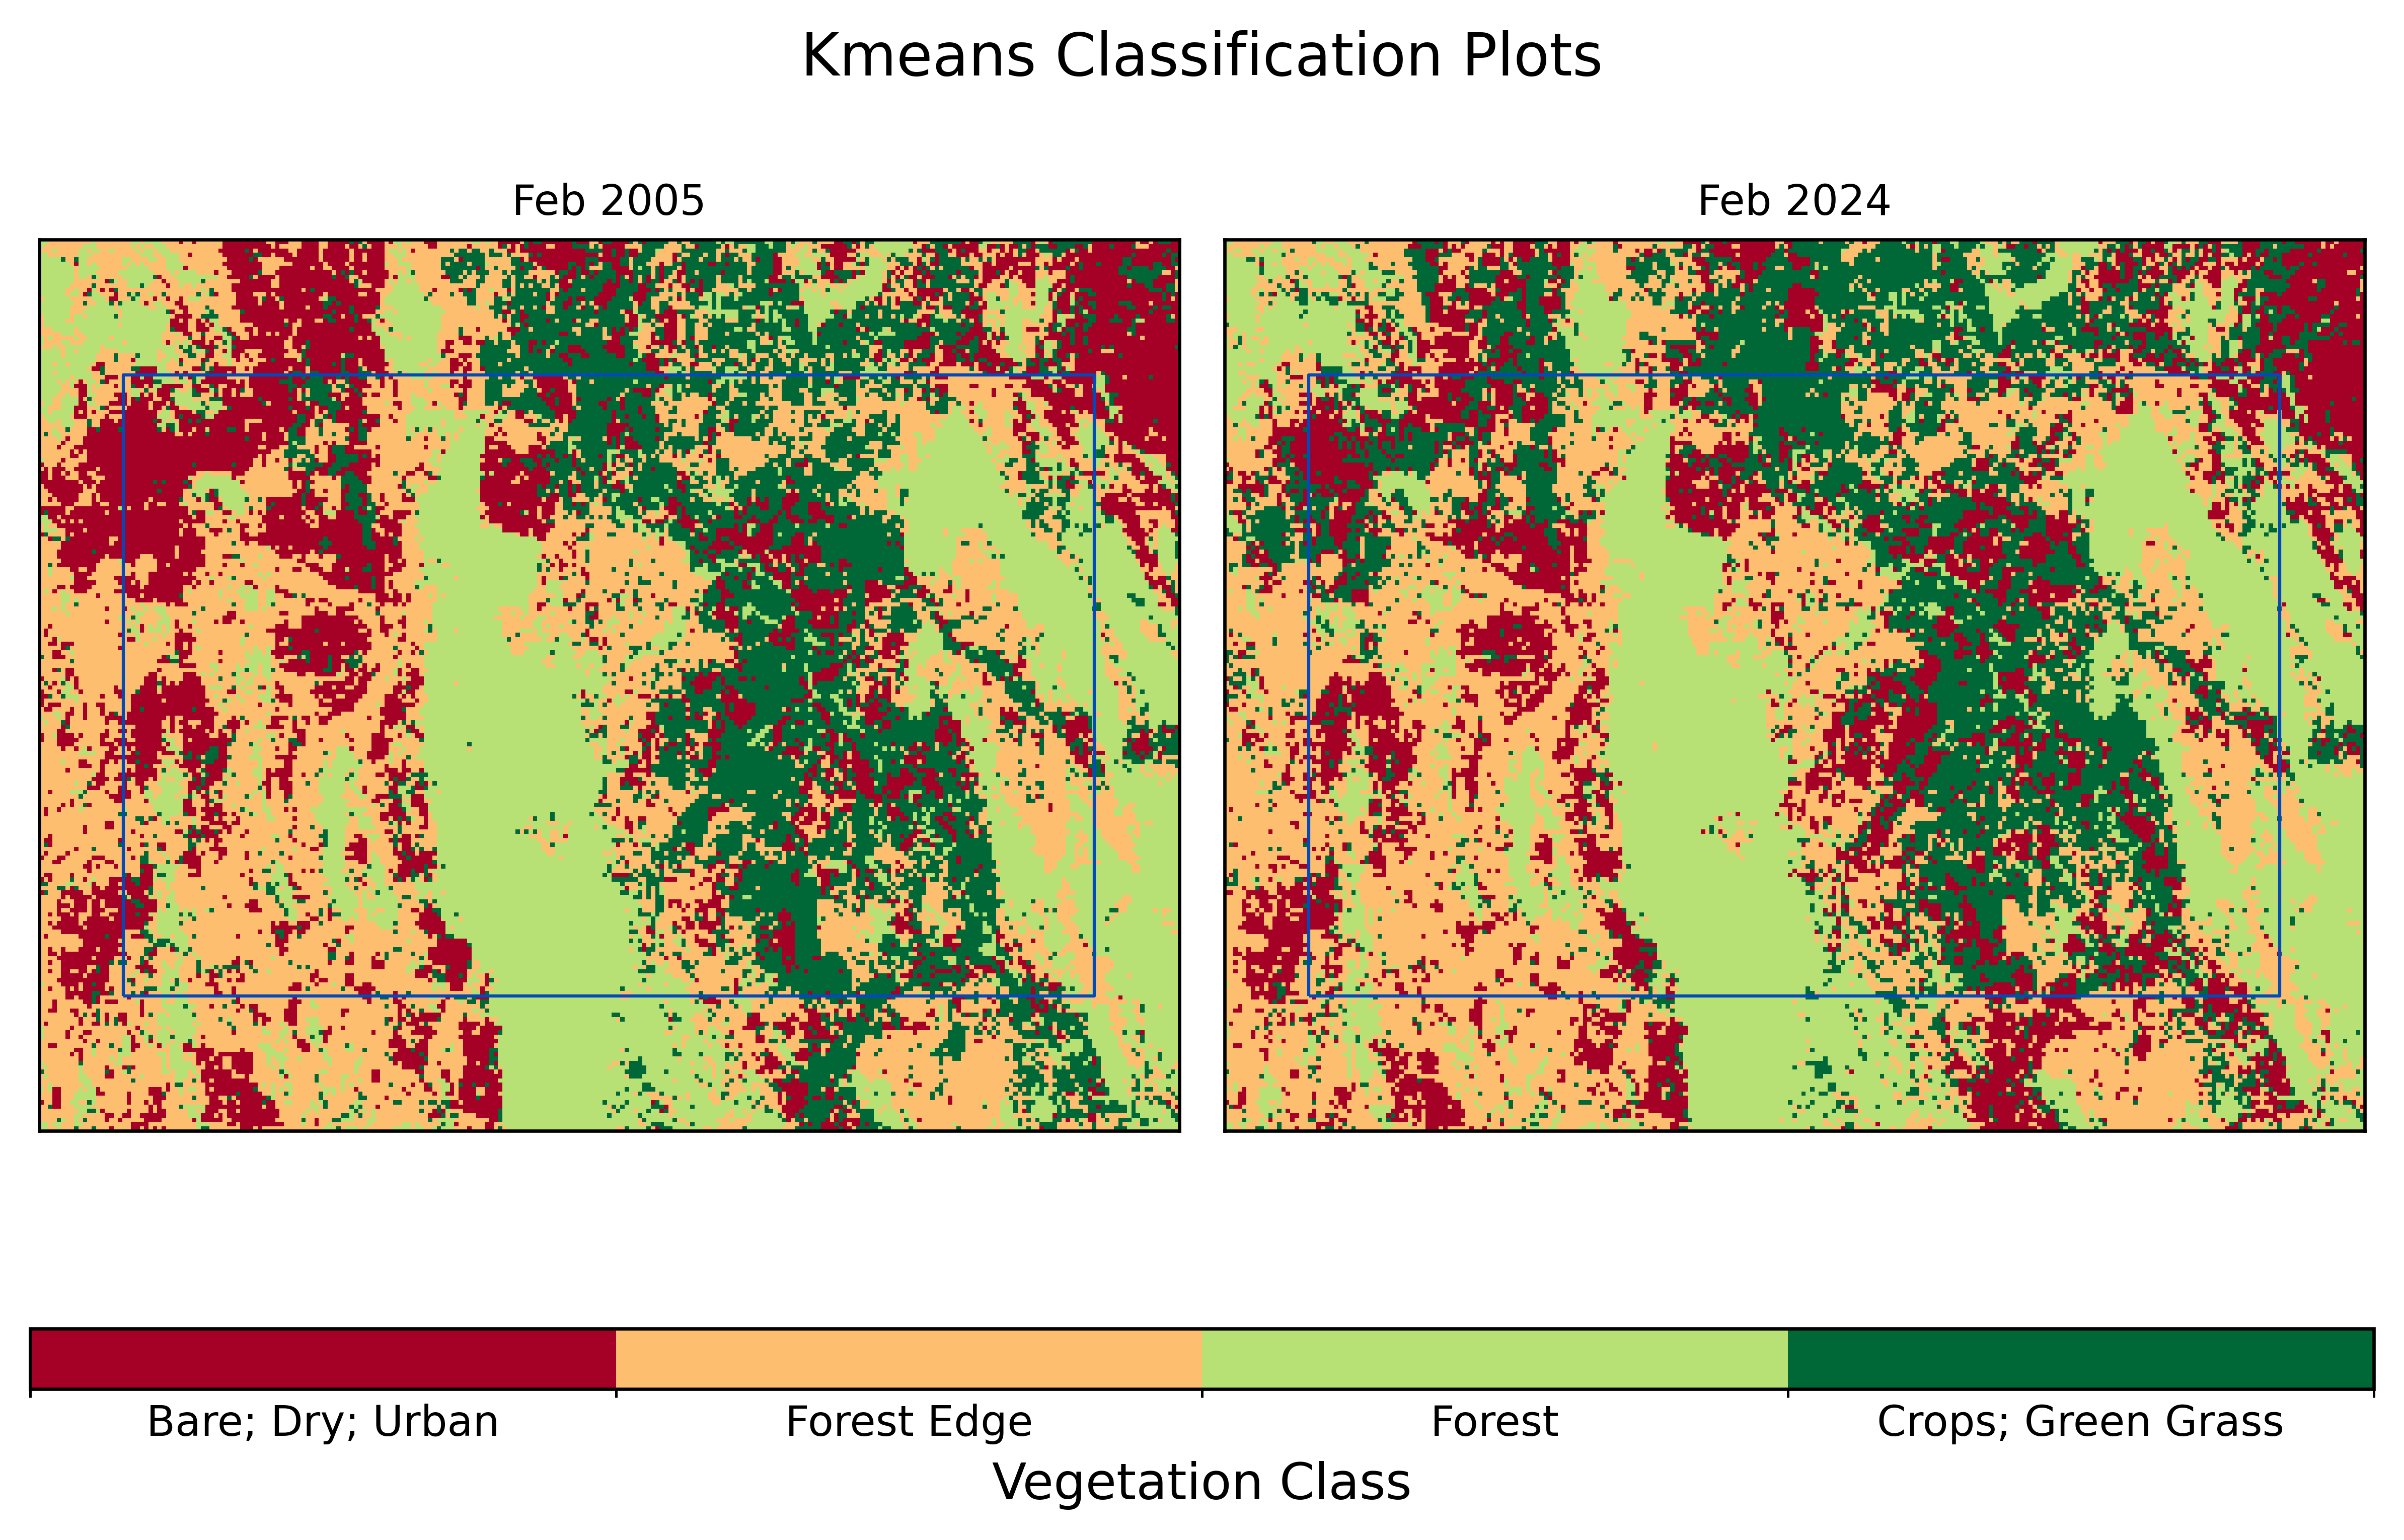 Kmeans Classification Plots
Feb 2005
Feb 2024
Bare; Dry; Urban
Forest Edge
Forest
Crops; Green Grass
Vegetation Class